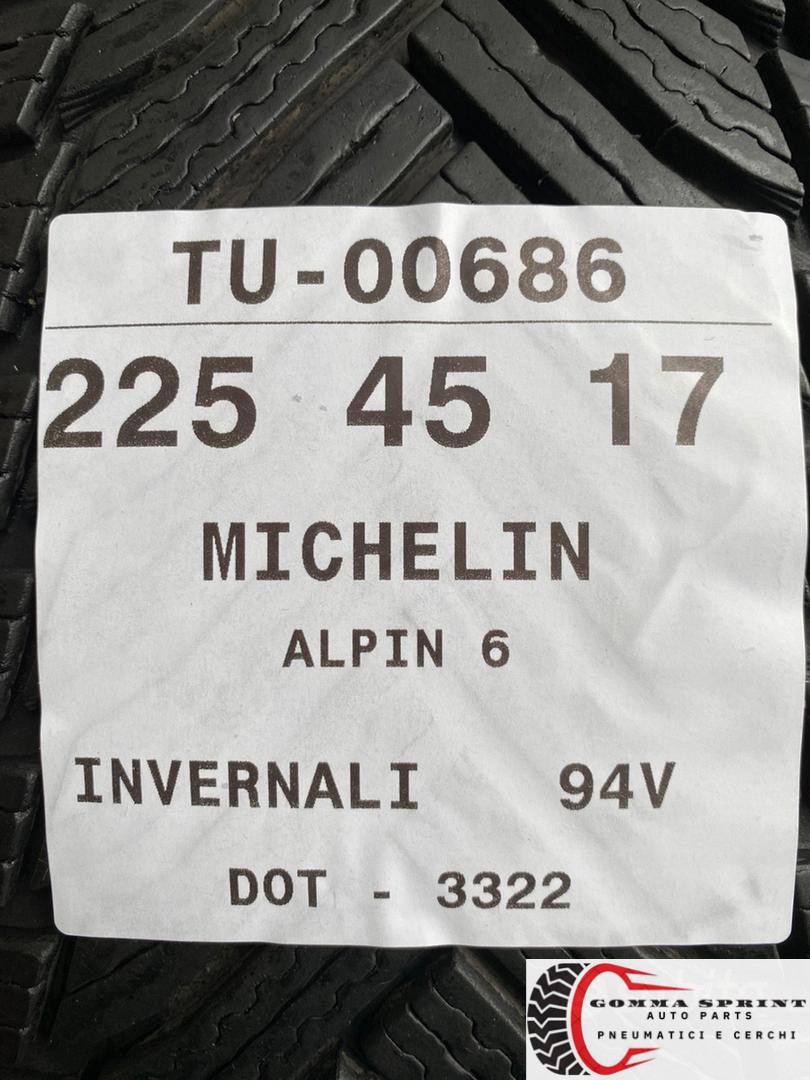 TU-00686
225 45 17
MICHELIN
ALPIN 6
INVERNALI 94V
DOT - 3322
GOMMA SPRINT
AUTO PARTS
PNEUMATICI E CERCHI